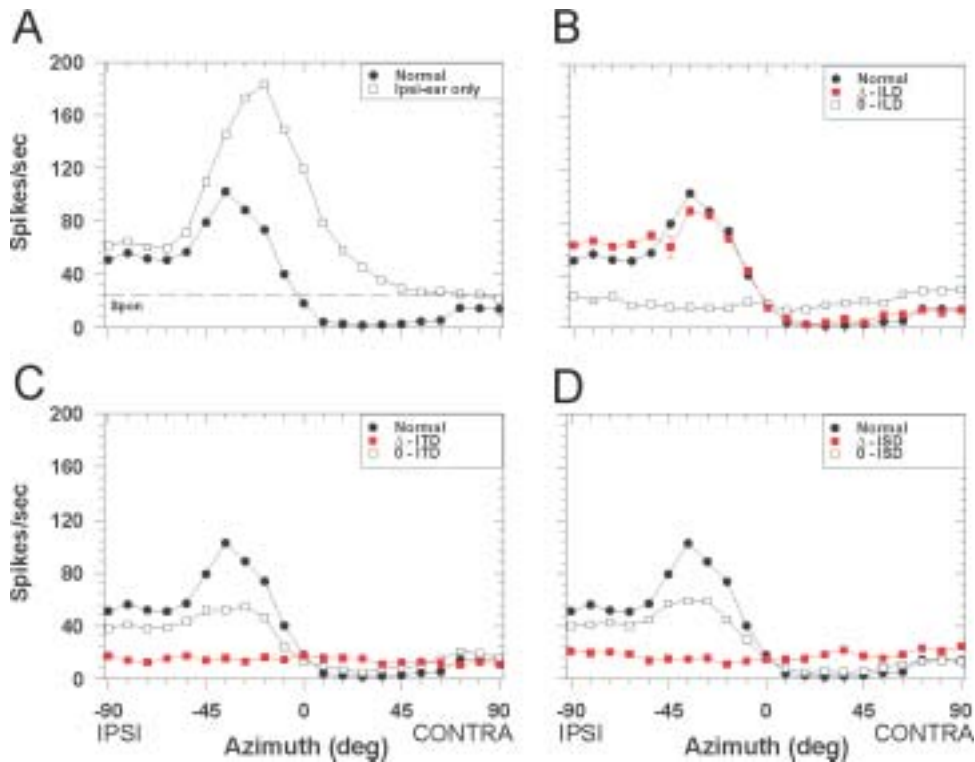 A
B
200
160
120
80
40
0
Spikes/sec
Normal
Ipsi-ear only
Spon
Normal
Δ - ILD
0 - ILD
C
D
200
160
120
80
40
0
Spikes/sec
Normal
Δ - ITD
0 - ITD
Normal
Δ - ISD
0 - ISD
-90
-45
0
45
90
-90
-45
0
45
90
IPSI
Azimuth (deg)
CONTRA
IPSI
Azimuth (deg)
CONTRA